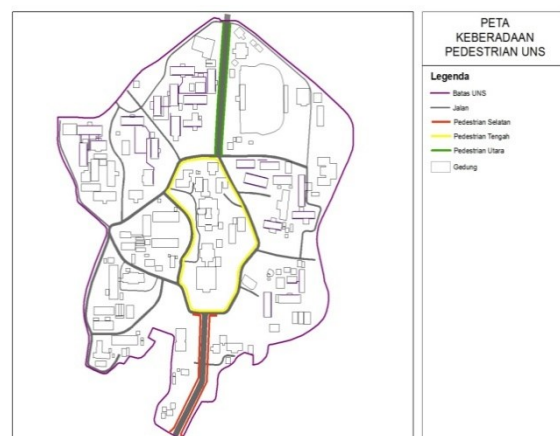 PETA
KEBERADAAN
PEDESTRIAN UNS
Legenda
Batas UNS
Jalan
Pedestrian Selatan
Pedestrian Tengah
Pedestrian Utara
Gedung